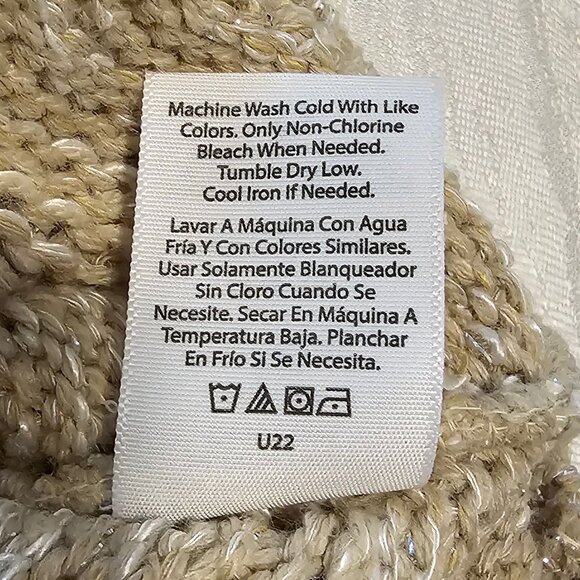 Machine Wash Cold With Like
Colors. Only Non-Chlorine
Bleach When Needed.
Tumble Dry Low.
Cool Iron If Needed.
Lavar A Máquina Con Agua
Fría Y Con Colores Similares.
Usar Solamente Blanqueador
Sin Cloro Cuando Se
Necesite. Secar En Máquina A
Temperatura Baja. Planchar
En Frío Si Se Necesita.
U22